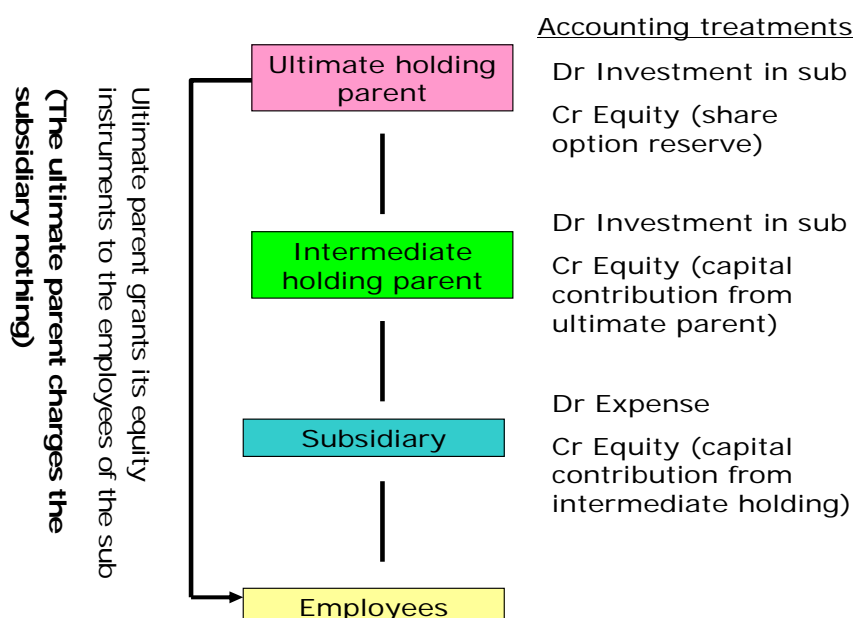 Accounting treatments
Ultimate holding
parent
Dr Investment in sub
Cr Equity (share
option reserve)
Ultimate parent grants its equity
instruments to the employees of the sub
(The ultimate parent charges the
subsidiary nothing)
Intermediate
holding parent
Dr Investment in sub
Cr Equity (capital
contribution from
ultimate parent)
Subsidiary
Dr Expense
Cr Equity (capital
contribution from
intermediate holding)
Employees